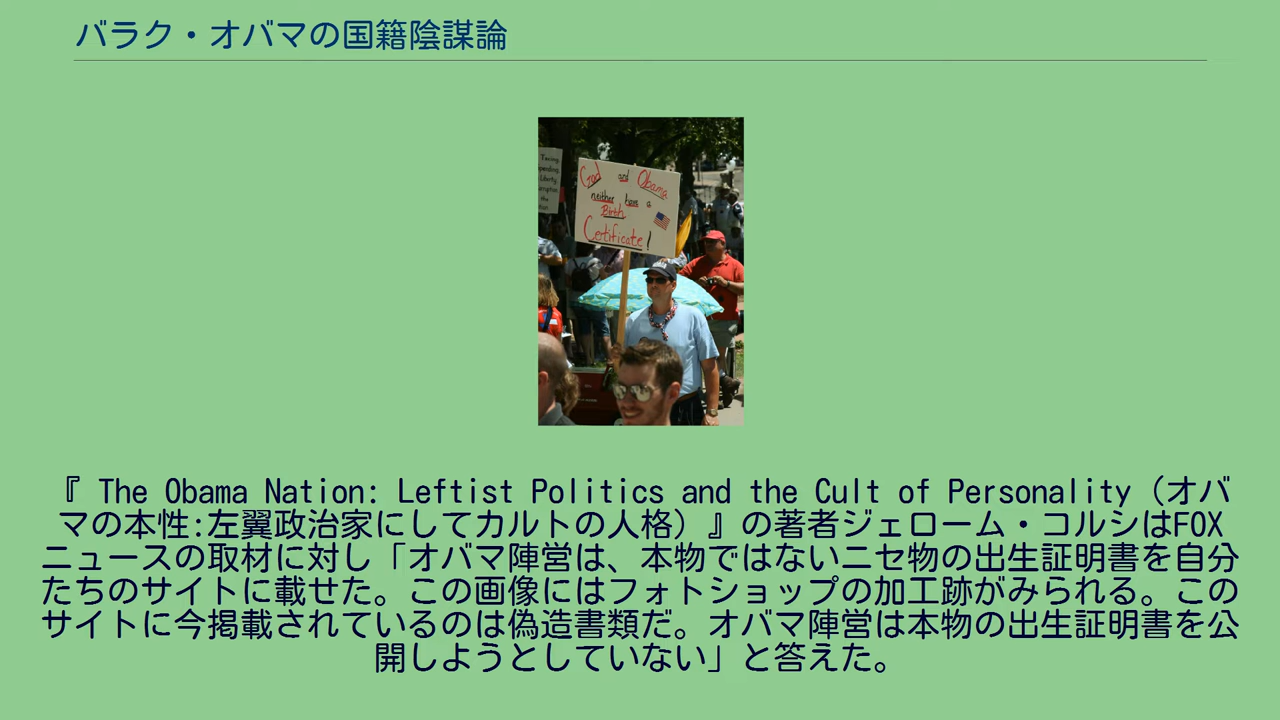 バラク・オバマの国籍陰謀論
Taxing,
Spending,
Liberty
the
God and Obama
neither have a
Birth
Certificate!
『 The Obama Nation: Leftist Politics and the Cult of Personality（オバ
マの本性:左翼政治家にしてカルトの人格）』の著者ジェローム・コルシはFOX
ニュースの取材に対し「オバマ陣営は、本物ではないニセ物の出生証明書を自分
たちのサイトに載せた。この画像にはフォトショップの加工跡がみられる。この
サイトに今掲載されているのは偽造書類だ。オバマ陣営は本物の出生証明書を公
開しようとしていない」と答えた。